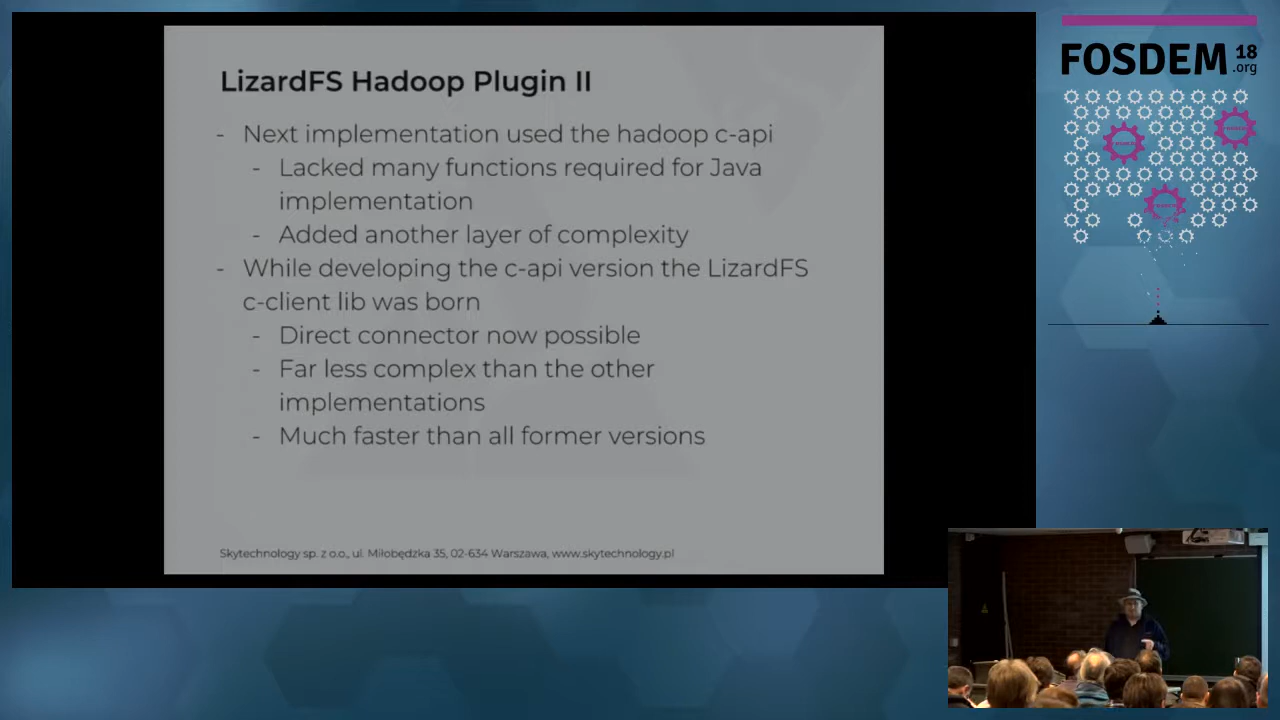 LizardFS Hadoop Plugin II
- Next implementation used the hadoop c-api
- Lacked many functions required for Java
implementation
- Added another layer of complexity
- While developing the c-api version the LizardFS
c-client lib was born
- Direct connector now possible
- Far less complex than the other
implementations
- Much faster than all former versions
Skytechnology sp. z o.o., ul. Miłobędzka 35, 02-634 Warszawa, www.skytechnology.pl
FOSDEM 18
.org